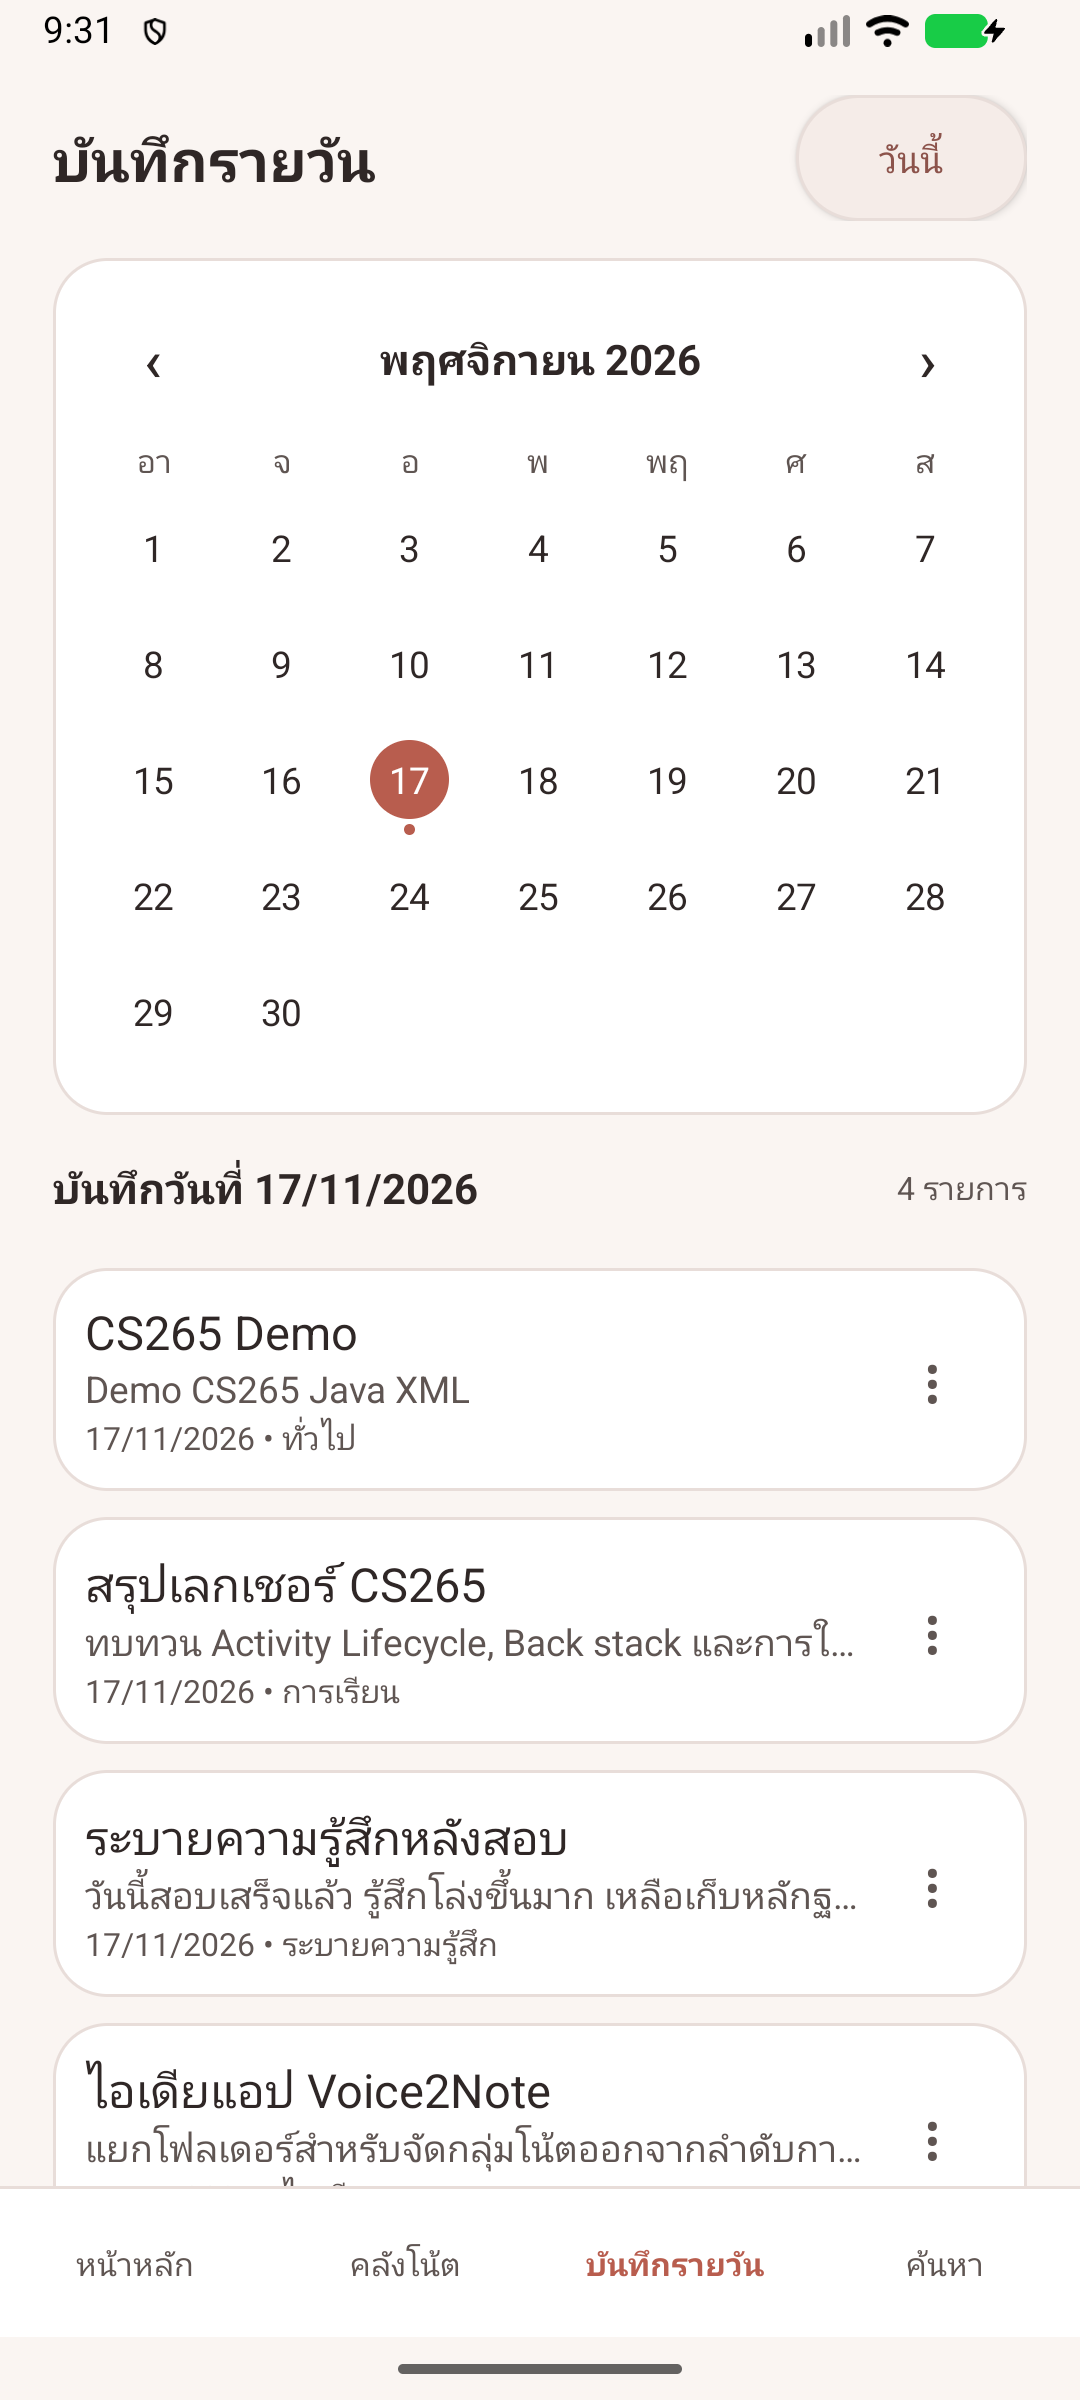 9:31
บันทึกรายวัน
วันนี้
‹ พฤศจิกายน 2026 ›
อา จ อ พ พฤ ศ ส
1 2 3 4 5 6 7
8 9 10 11 12 13 14
15 16 17 18 19 20 21
22 23 24 25 26 27 28
29 30
บันทึกวันที่ 17/11/2026
4 รายการ
CS265 Demo
Demo CS265 Java XML
17/11/2026 • ทั่วไป
สรุปเลกเชอร์ CS265
ทบทวน Activity Lifecycle, Back stack และการใ…
17/11/2026 • การเรียน
ระบายความรู้สึกหลังสอบ
วันนี้สอบเสร็จแล้ว รู้สึกโล่งขึ้นมาก เหลือเก็บหลักฐ…
17/11/2026 • ระบายความรู้สึก
ไอเดียแอป Voice2Note
แยกโฟลเดอร์สำหรับจัดกลุ่มโน้ตออกจากลำดับกา…
หน้าหลัก คลังโน้ต บันทึกรายวัน ค้นหา